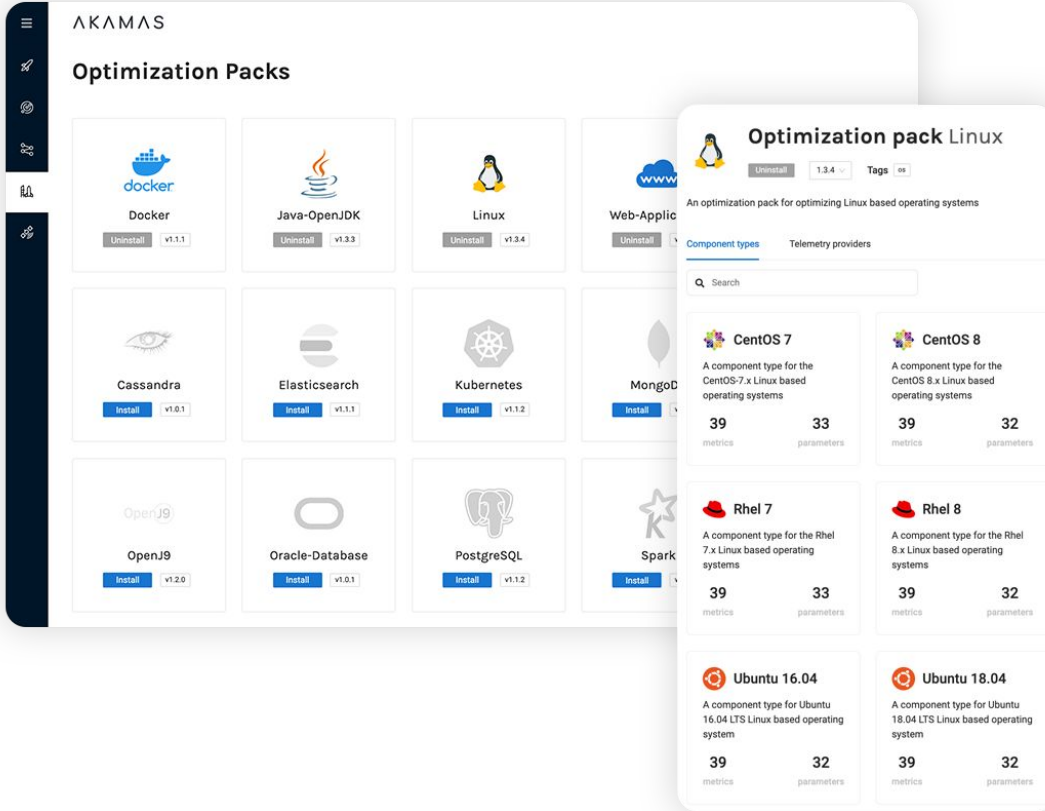 AKAMAS
Optimization Packs
docker
Docker
Uninstall v1.1.1
Java
Java-OpenJDK
Uninstall v1.3.3
Linux
Uninstall v1.3.4
www
Web-Applic
Uninstall v
Cassandra
Install v1.0.1
Elasticsearch
Install v1.1.1
Kubernetes
Install v1.1.2
MongoD
Install v
OpenJ9
OpenJ9
Install v1.2.0
Oracle-Database
Install v1.0.1
PostgreSQL
Install v1.1.2
Spark
Install v
Optimization pack Linux
Uninstall 1.3.4 Tags os
An optimization pack for optimizing Linux based operating systems
Component types Telemetry providers
Search
CentOS 7
A component type for the
CentOS-7.x Linux based
operating systems
39 33
metrics parameters
CentOS 8
A component type for the
CentOS 8.x Linux based
operating systems
39 32
metrics parameters
Rhel 7
A component type for the Rhel
7.x Linux based operating
systems
39 33
metrics parameters
Rhel 8
A component type for the Rhel
8.x Linux based operating
systems
39 32
metrics parameters
Ubuntu 16.04
A component type for Ubuntu
16.04 LTS Linux based operating
system
39 32
metrics parameters
Ubuntu 18.04
A component type for Ubuntu
18.04 LTS Linux based operating
system
39 32
metrics parameters